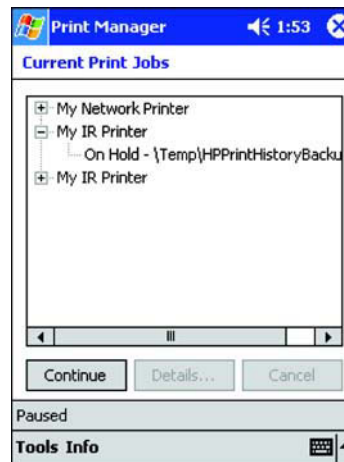 Print Manager 1:53
Current Print Jobs
My Network Printer
My IR Printer
On Hold - \Temp\HPPrintHistoryBacku
My IR Printer
Continue Details... Cancel
Paused
Tools Info